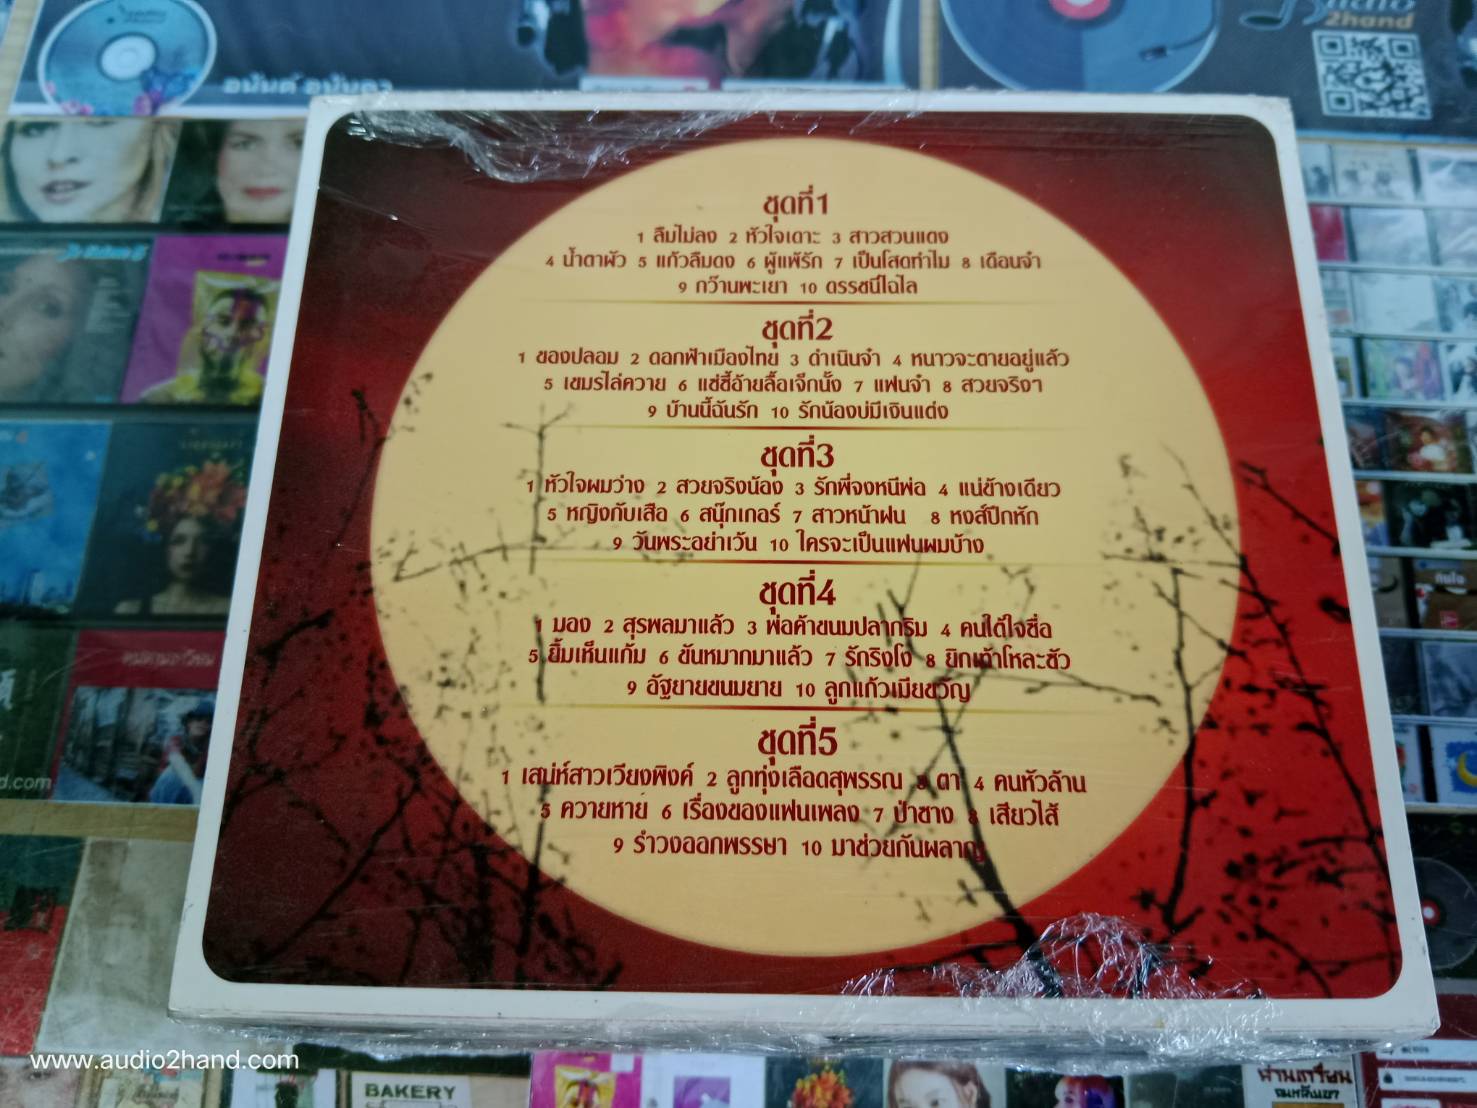 2hand
อนันต์ อนันดา
ชุดที่1
1 ลืมไม่ลง 2 หัวใจเดาะ 3 สาวสวนแตง
4 น้ำตาผัว 5 แก้วลืมดง 6 ผู้แพ้รัก 7 เป็นโสดทำไม 8 เดือนจ๋า
9 กว๊านพะเยา 10 ดรรชนีไฉไล
ชุดที่2
1 ของปลอม 2 ดอกฟ้าเมืองไทย 3 ดำเนินจ๋า 4 หนาวจะตายอยู่แล้ว
5 เขมรไล่ควาย 6 แซ่ซี้อ้ายลื้อเจ็กนั้ง 7 แฟนจ๋า 8 สวยจริงา
9 บ้านนี้ฉันรัก 10 รักน้องบ่มีเงินแต่ง
ชุดที่3
1 หัวใจผมว่าง 2 สวยจริงน้อง 3 รักพี่จงหนีพ่อ 4 แน่ข้างเดียว
5 หญิงกับเสือ 6 สนุ๊กเกอร์ 7 สาวหน้าฝน 8 หงส์ปีกหัก
9 วันพระอย่าเว้น 10 ใครจะเป็นแฟนผมบ้าง
ชุดที่4
1 มอง 2 สุรพลมาแล้ว 3 พ่อค้าขนมปลากริม 4 คนใต้ใจซื่อ
5 ยิ้มเห็นแก้ม 6 ขันหมากมาแล้ว 7 รักริงโง 8 ยิกเท้าโหละซัว
9 อัฐยายขนมยาย 10 ลูกแก้วเมียขวัญ
ชุดที่5
1 เสน่ห์สาวเวียงพิงค์ 2 ลูกทุ่งเลือดสุพรรณ 3 ตา 4 คนหัวล้าน
5 ควายหาย 6 เรื่องของแฟนเพลง 7 ป่าซาง 8 เสียวไส้
9 รำวงออกพรรษา 10 มาช่วยกันผลาญ
www.audio2hand.com
BAKERY